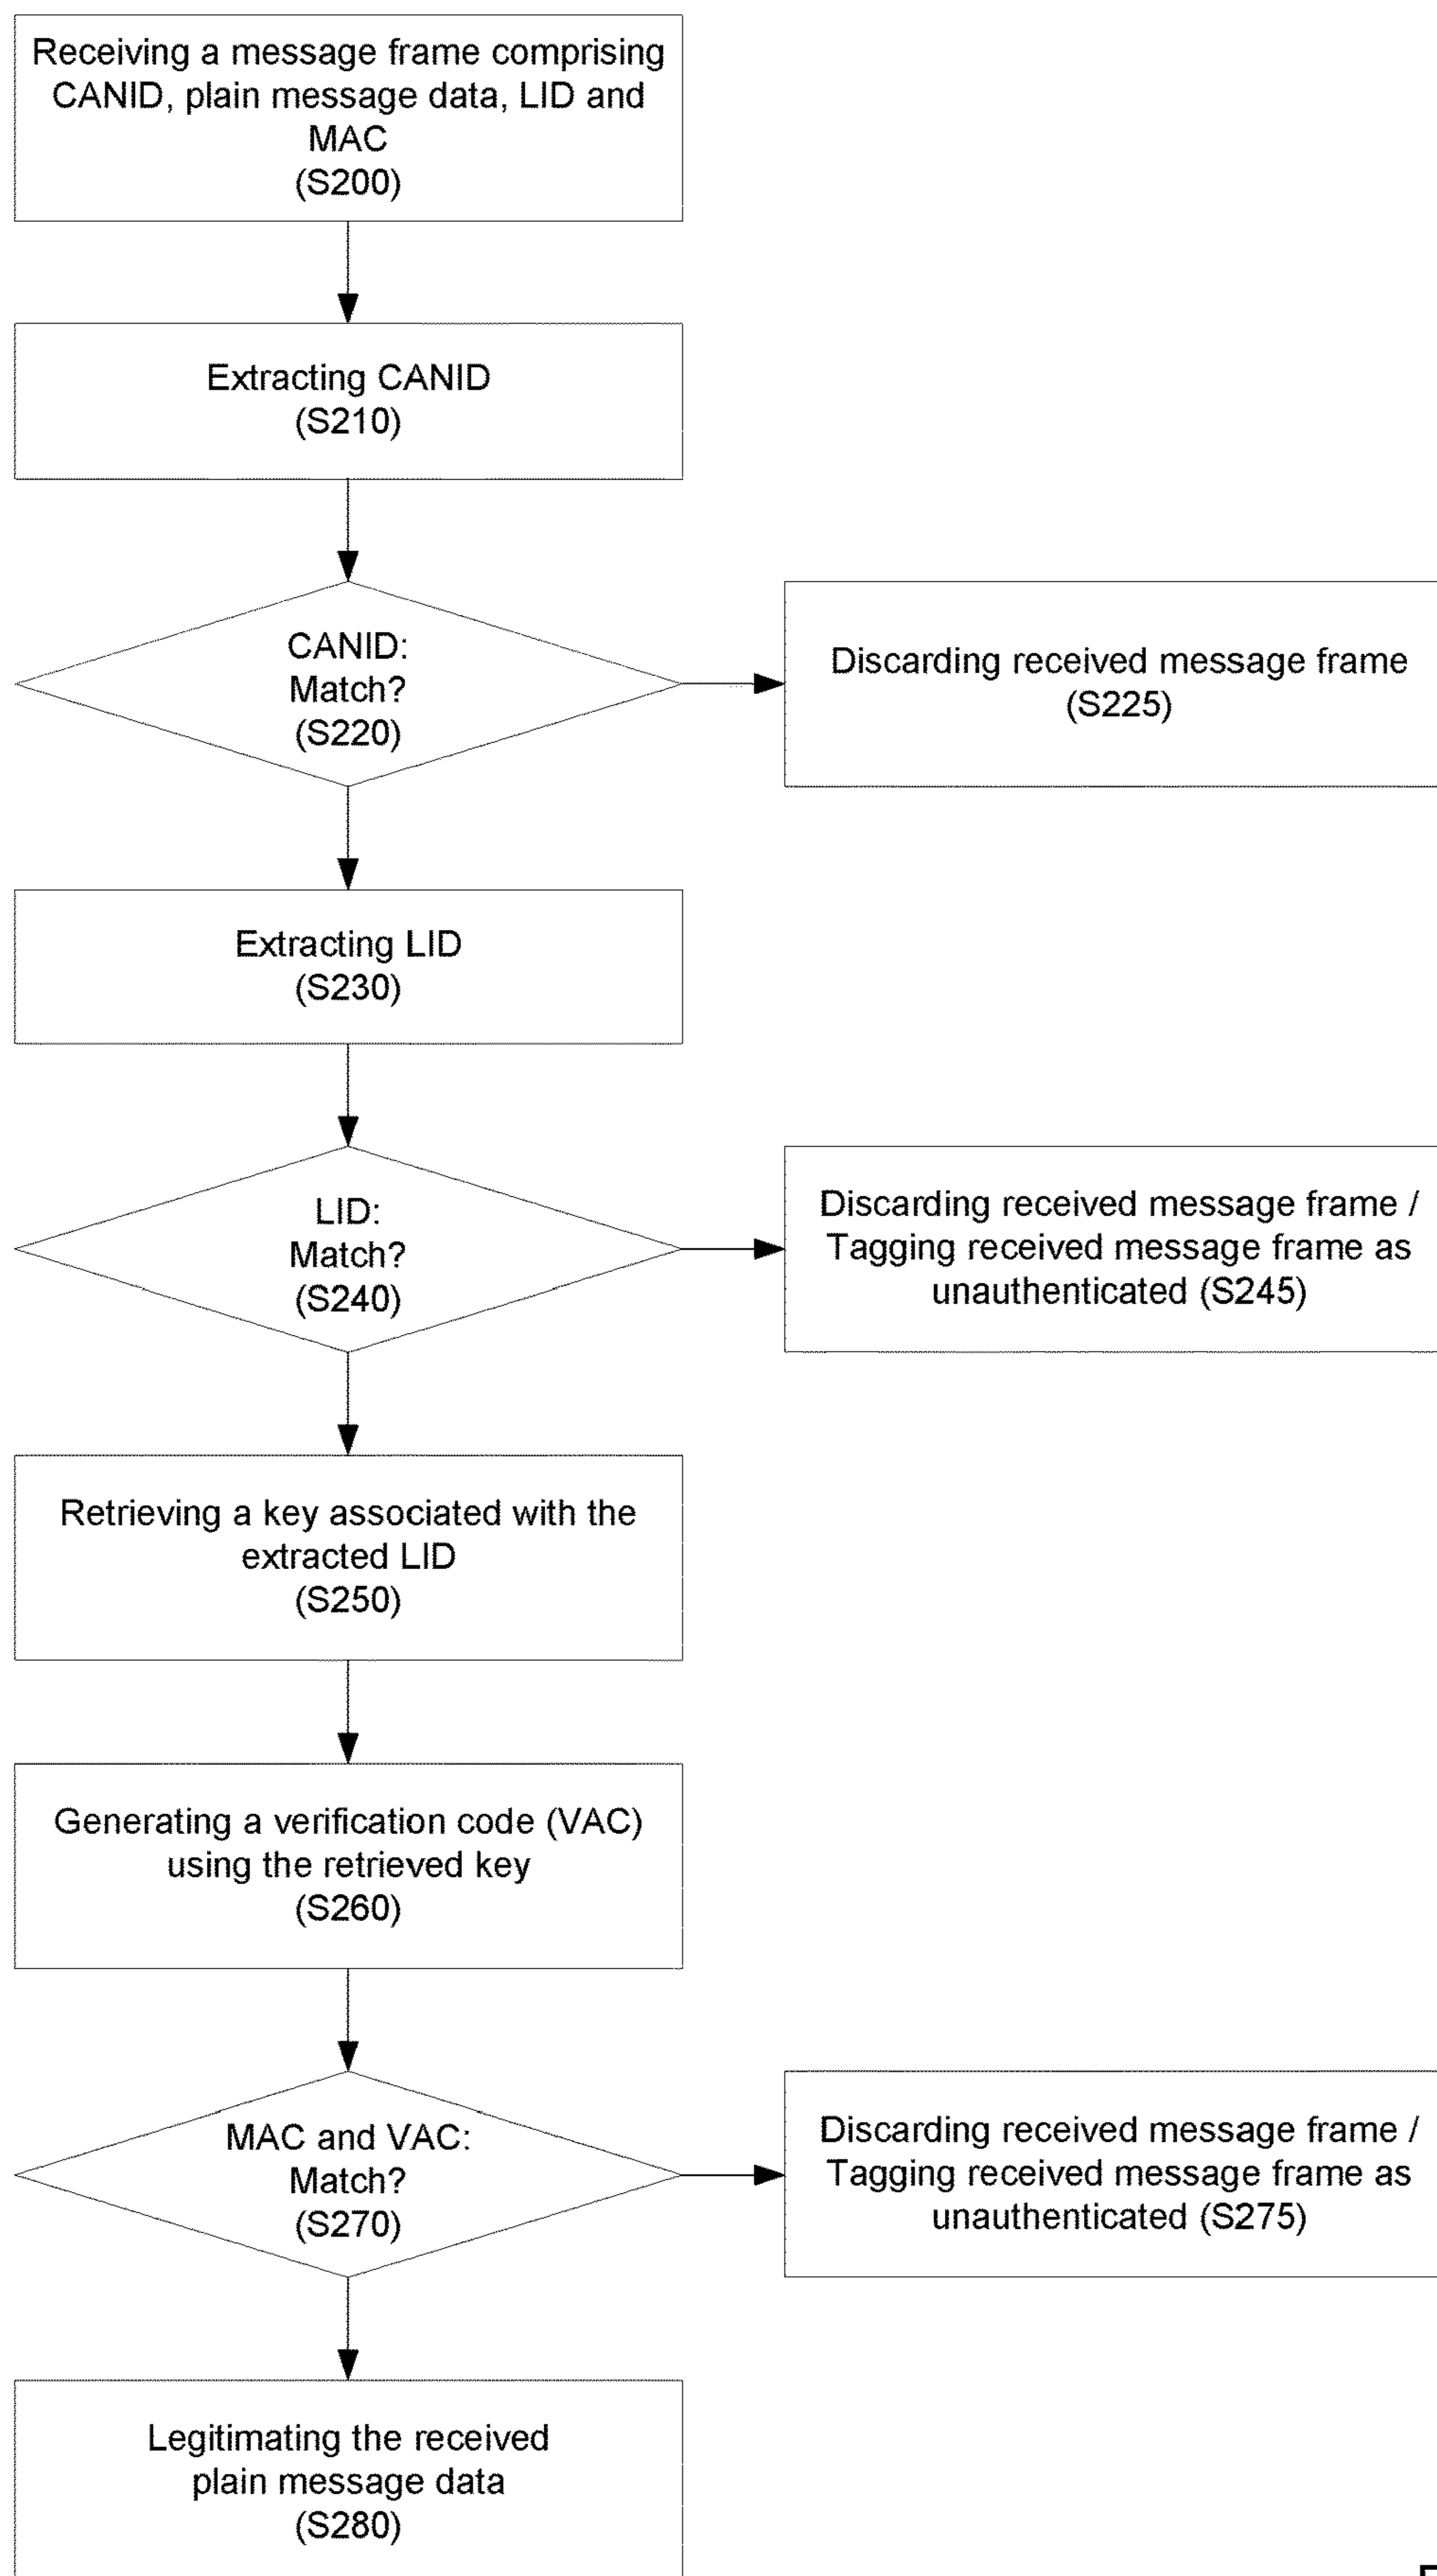 Receiving a message frame comprising
CANID, plain message data, LID and
MAC
(S200)
Extracting CANID
(S210)
CANID:
Match?
(S220)
Discarding received message frame
(S225)
Extracting LID
(S230)
LID:
Match?
(S240)
Discarding received message frame /
Tagging received message frame as
unauthenticated (S245)
Retrieving a key associated with the
extracted LID
(S250)
Generating a verification code (VAC)
using the retrieved key
(S260)
MAC and VAC:
Match?
(S270)
Discarding received message frame /
Tagging received message frame as
unauthenticated (S275)
Legitimating the received
plain message data
(S280)